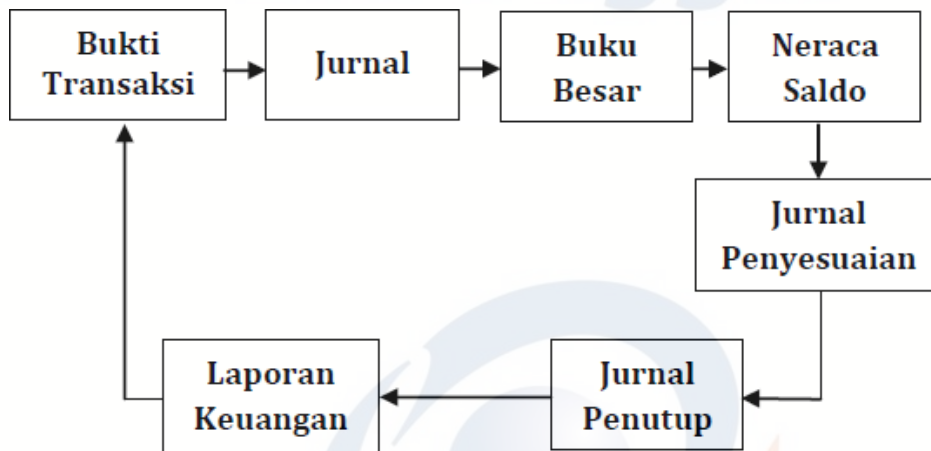 Bukti
Transaksi
Jurnal
Buku
Besar
Neraca
Saldo
Jurnal
Penyesuaian
Jurnal
Penutup
Laporan
Keuangan